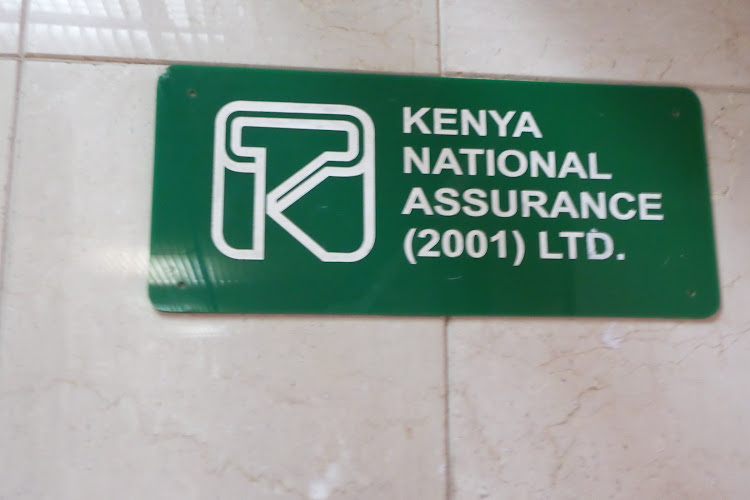 KENYA
NATIONAL
ASSURANCE
(2001) LTD.